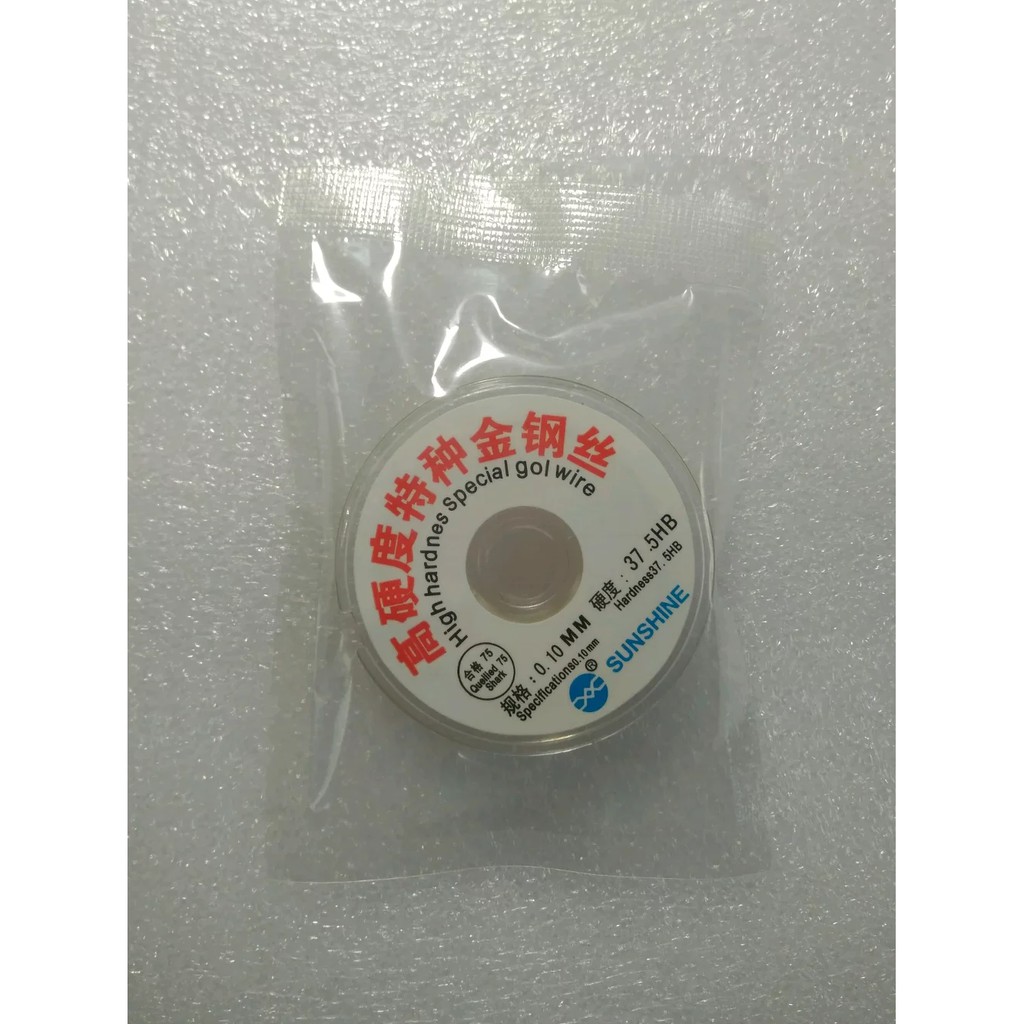 高硬度特种金钢丝
High hardnes special gol wire
合格 75
Quellied 75
Shark
规格：0.10MM 硬度：37.5HB
Specifications0.10mm Hardness37.5HB
® SUNSHINE